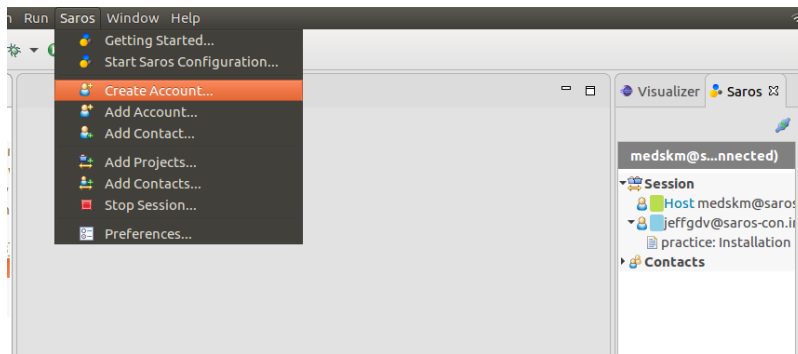 Run Saros Window Help
Getting Started...
Start Saros Configuration...
Create Account...
Add Account...
Add Contact...
Add Projects...
Add Contacts...
Stop Session...
Preferences...
Visualizer Saros
medskm@s...nnected)
Session
Host medskm@saros
jeffgdv@saros-con.i
practice: Installation
Contacts